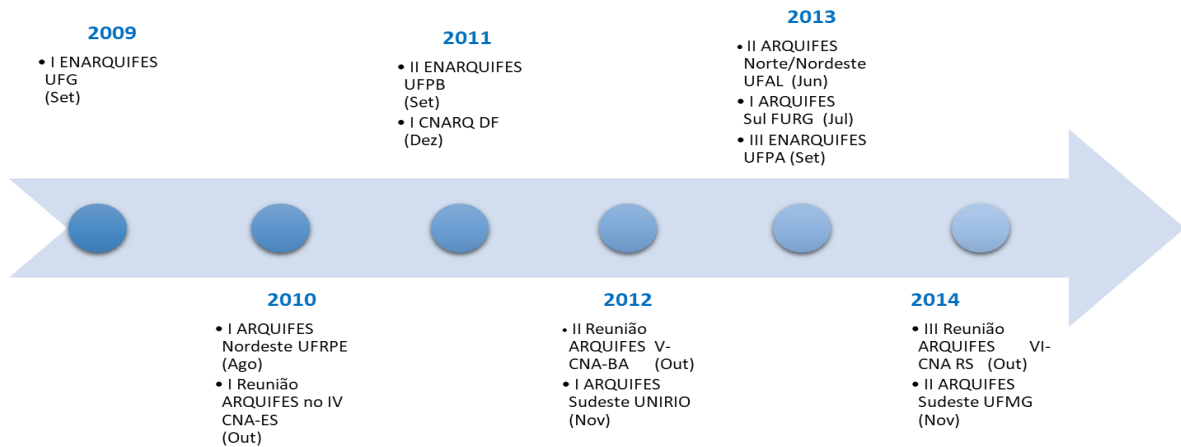 2009
• I ENARQUIFES
UFG
(Set)
2010
• I ARQUIFES
Nordeste UFRPE
(Ago)
• I Reunião
ARQUIFES no IV
CNA-ES
(Out)
2011
• II ENARQUIFES
UFPB
(Set)
• I CNARQ DF
(Dez)
2012
• II Reunião
ARQUIFES V-
CNA-BA (Out)
• I ARQUIFES
Sudeste UNIRIO
(Nov)
2013
• II ARQUIFES
Norte/Nordeste
UFAL (Jun)
• I ARQUIFES
Sul FURG (Jul)
• III ENARQUIFES
UFPA (Set)
2014
• III Reunião
ARQUIFES VI-
CNA RS (Out)
• II ARQUIFES
Sudeste UFMG
(Nov)